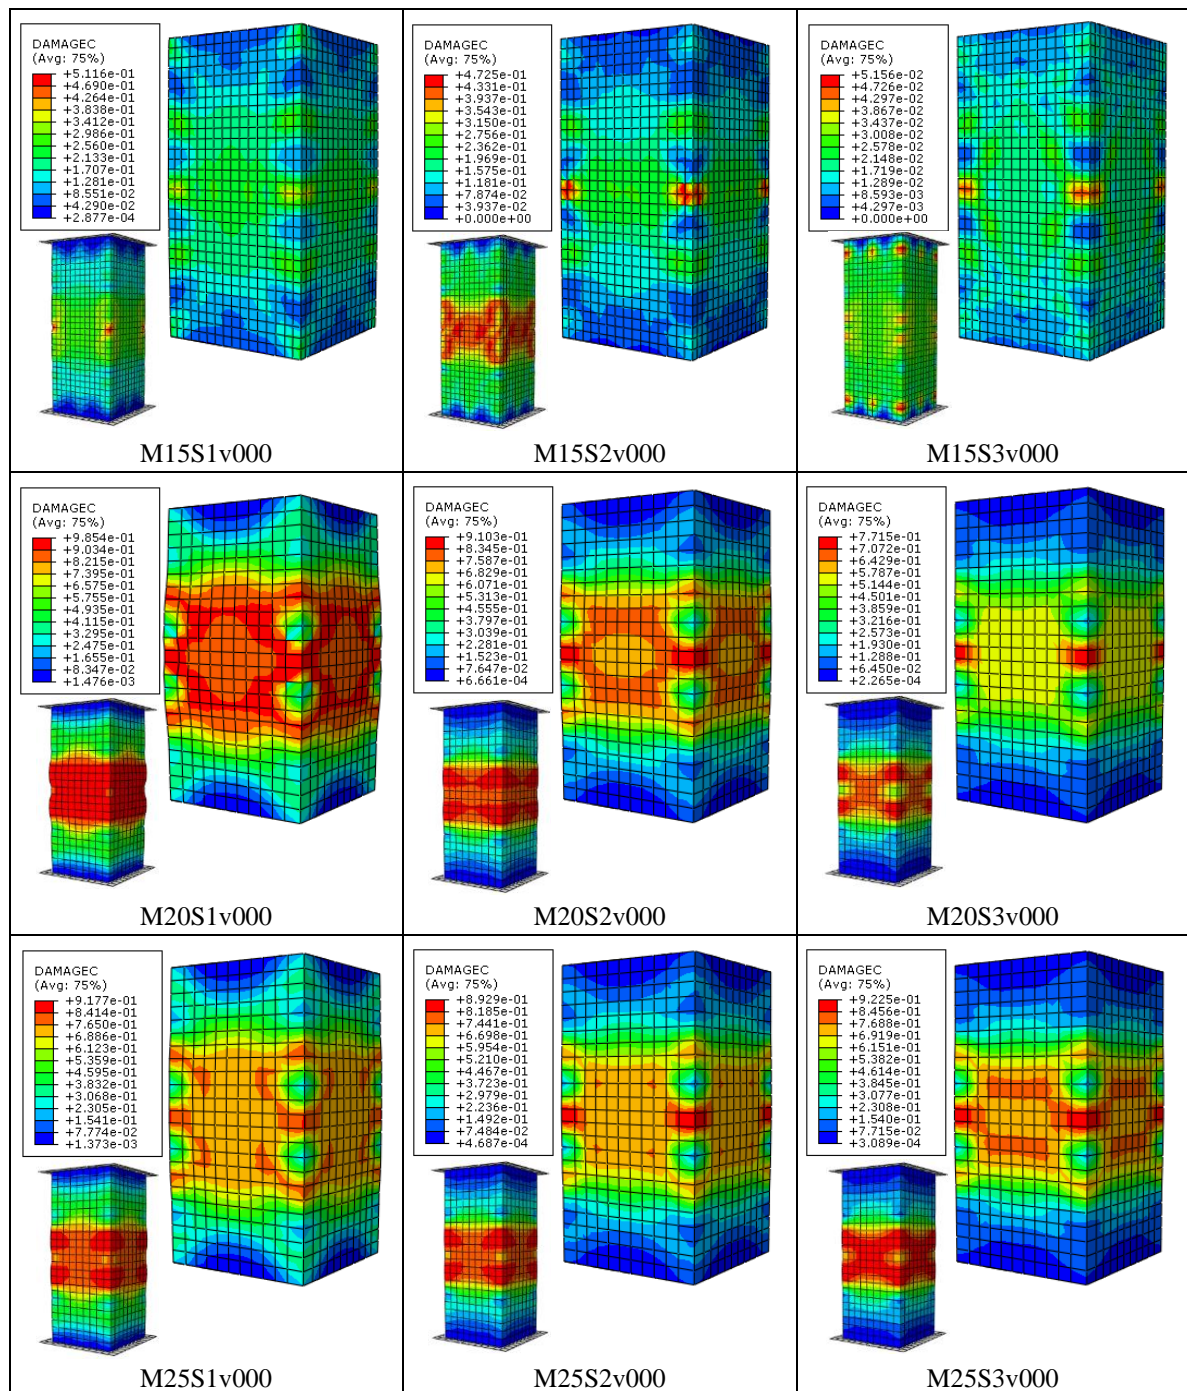 DAMAGEC
(Avg: 75%)
+5.116e-01
+4.690e-01
+4.264e-01
+3.838e-01
+3.412e-01
+2.986e-01
+2.560e-01
+2.133e-01
+1.707e-01
+1.281e-01
+8.551e-02
+4.290e-02
+2.877e-04
M15S1v000
DAMAGEC
(Avg: 75%)
+4.725e-01
+4.331e-01
+3.937e-01
+3.543e-01
+3.150e-01
+2.756e-01
+2.362e-01
+1.969e-01
+1.575e-01
+1.181e-01
+7.874e-02
+3.937e-02
+0.000e+00
M15S2v000
DAMAGEC
(Avg: 75%)
+5.156e-02
+4.726e-02
+4.297e-02
+3.867e-02
+3.437e-02
+3.008e-02
+2.578e-02
+2.148e-02
+1.719e-02
+1.289e-02
+8.593e-03
+4.297e-03
+0.000e+00
M15S3v000
DAMAGEC
(Avg: 75%)
+9.854e-01
+9.034e-01
+8.215e-01
+7.395e-01
+6.575e-01
+5.755e-01
+4.935e-01
+4.115e-01
+3.295e-01
+2.475e-01
+1.655e-01
+8.347e-02
+1.476e-03
M20S1v000
DAMAGEC
(Avg: 75%)
+9.103e-01
+8.345e-01
+7.587e-01
+6.829e-01
+6.071e-01
+5.313e-01
+4.555e-01
+3.797e-01
+3.039e-01
+2.281e-01
+1.523e-01
+7.647e-02
+6.661e-04
M20S2v000
DAMAGEC
(Avg: 75%)
+7.715e-01
+7.072e-01
+6.429e-01
+5.787e-01
+5.144e-01
+4.501e-01
+3.859e-01
+3.216e-01
+2.573e-01
+1.930e-01
+1.288e-01
+6.450e-02
+2.265e-04
M20S3v000
DAMAGEC
(Avg: 75%)
+9.177e-01
+8.414e-01
+7.650e-01
+6.886e-01
+6.123e-01
+5.359e-01
+4.595e-01
+3.832e-01
+3.068e-01
+2.305e-01
+1.541e-01
+7.774e-02
+1.373e-03
M25S1v000
DAMAGEC
(Avg: 75%)
+8.929e-01
+8.185e-01
+7.441e-01
+6.698e-01
+5.954e-01
+5.210e-01
+4.467e-01
+3.723e-01
+2.979e-01
+2.236e-01
+1.492e-01
+7.484e-02
+4.687e-04
M25S2v000
DAMAGEC
(Avg: 75%)
+9.225e-01
+8.456e-01
+7.688e-01
+6.919e-01
+6.151e-01
+5.382e-01
+4.614e-01
+3.845e-01
+3.077e-01
+2.308e-01
+1.540e-01
+7.715e-02
+3.089e-04
M25S3v000